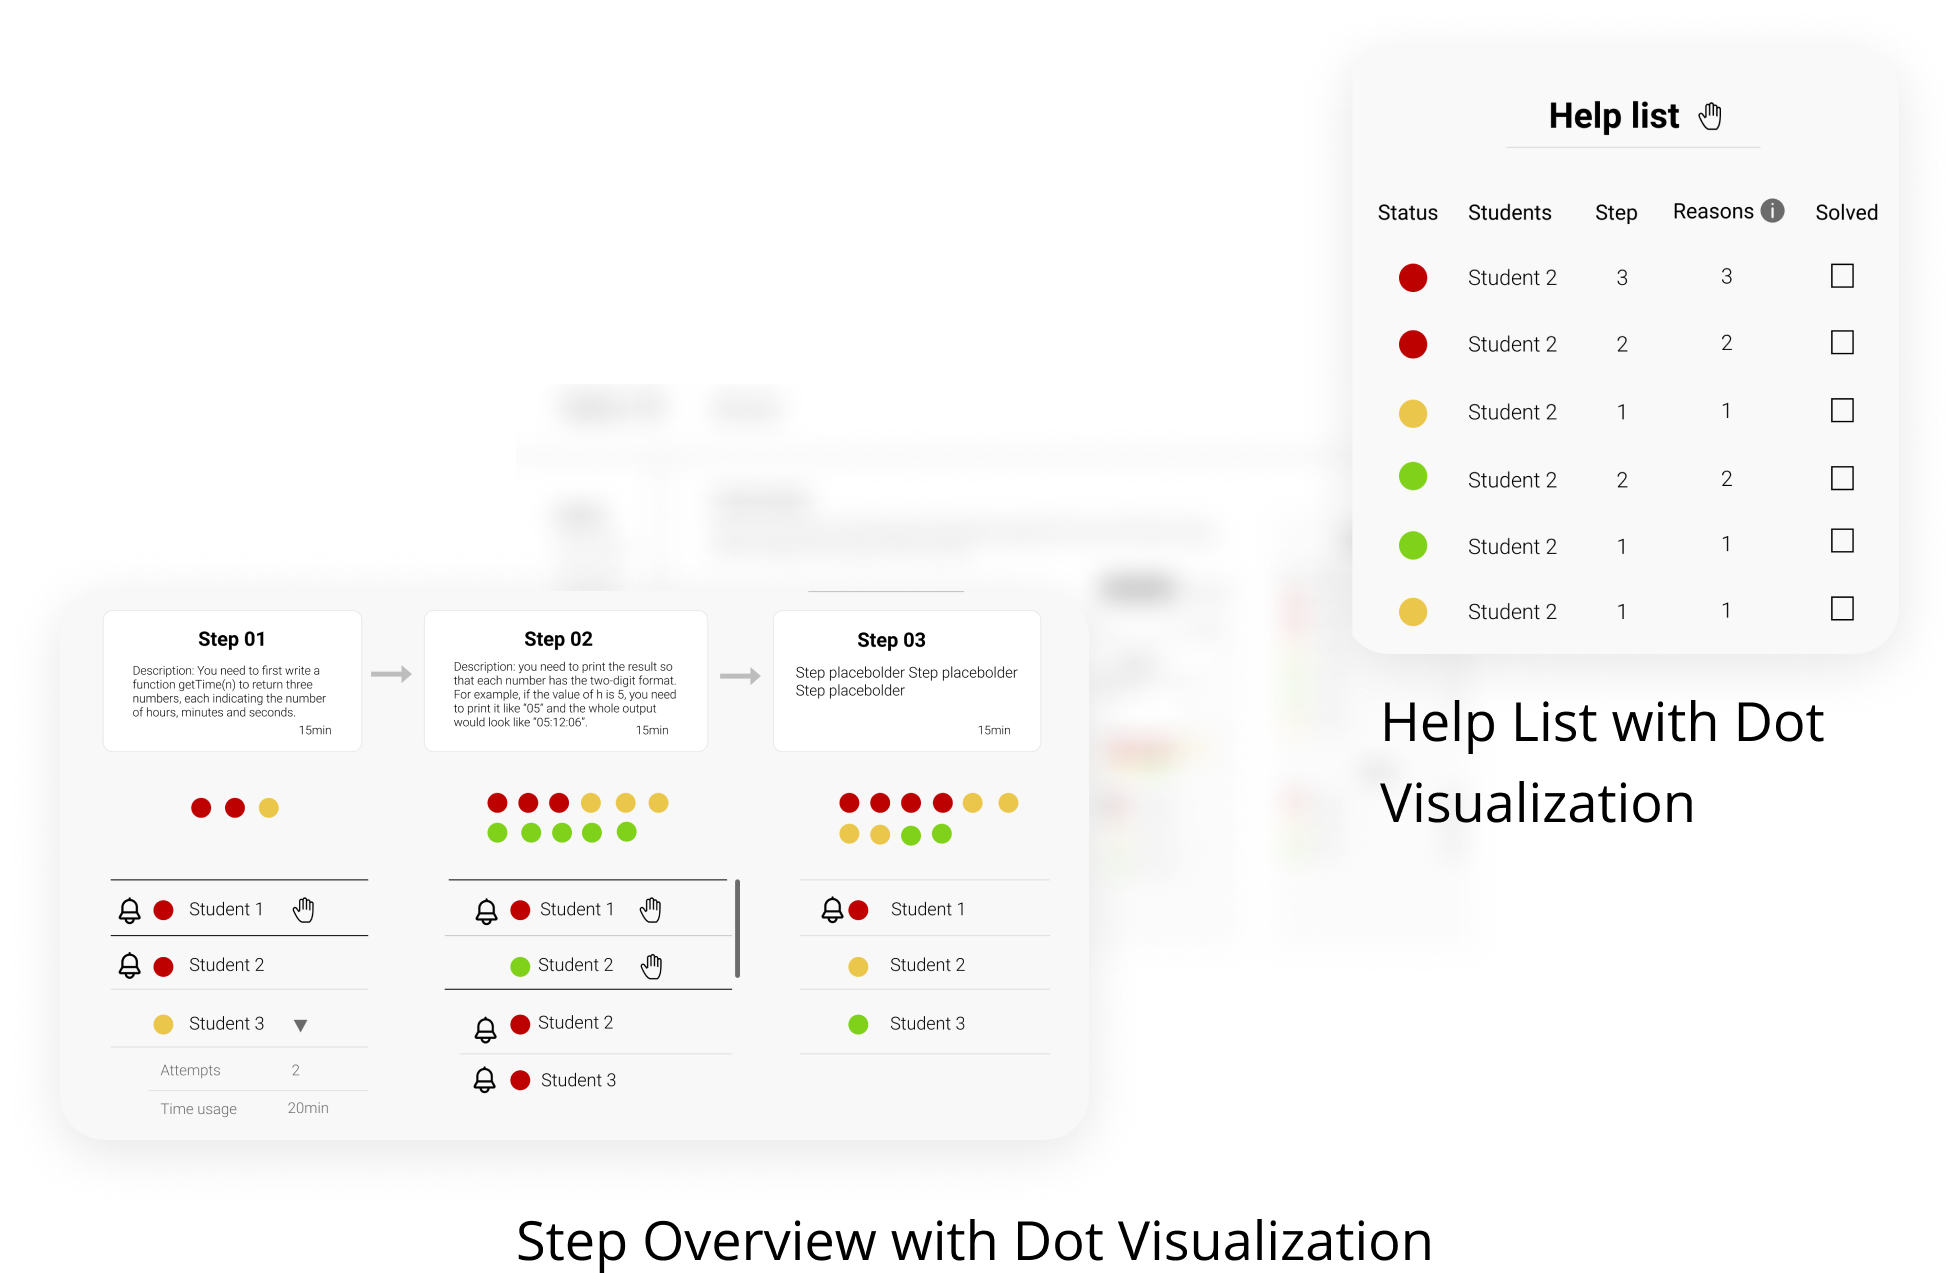 Help list
Status Students Step Reasons i Solved
Student 2 3 3
Student 2 2 2
Student 2 1 1
Student 2 2 2
Student 2 1 1
Student 2 1 1
Help List with Dot
Visualization
Step 01
Description: You need to first write a
function getTime(n) to return three
numbers, each indicating the number
of hours, minutes and seconds.
15min
Step 02
Description: you need to print the result so
that each number has the two-digit format.
For example, if the value of h is 5, you need
to print it like “05” and the whole output
would look like “05:12:06”.
15min
Step 03
Step placebolder Step placebolder
Step placebolder
15min
Student 1
Student 2
Student 3
Attempts 2
Time usage 20min
Student 1
Student 2
Student 2
Student 3
Student 1
Student 2
Student 3
Step Overview with Dot Visualization